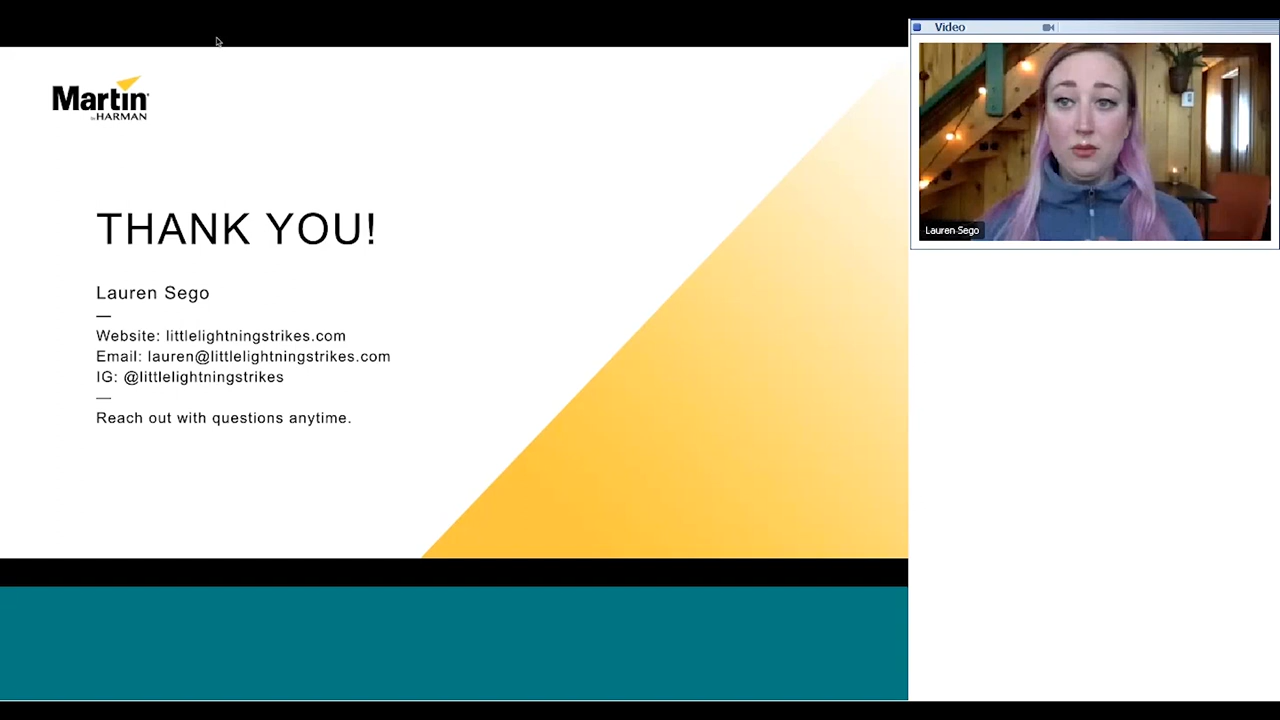 Martin
by HARMAN
THANK YOU!
Lauren Sego
—
Website: littlelightningstrikes.com
Email: lauren@littlelightningstrikes.com
IG: @littlelightningstrikes
—
Reach out with questions anytime.
Video
Lauren Sego